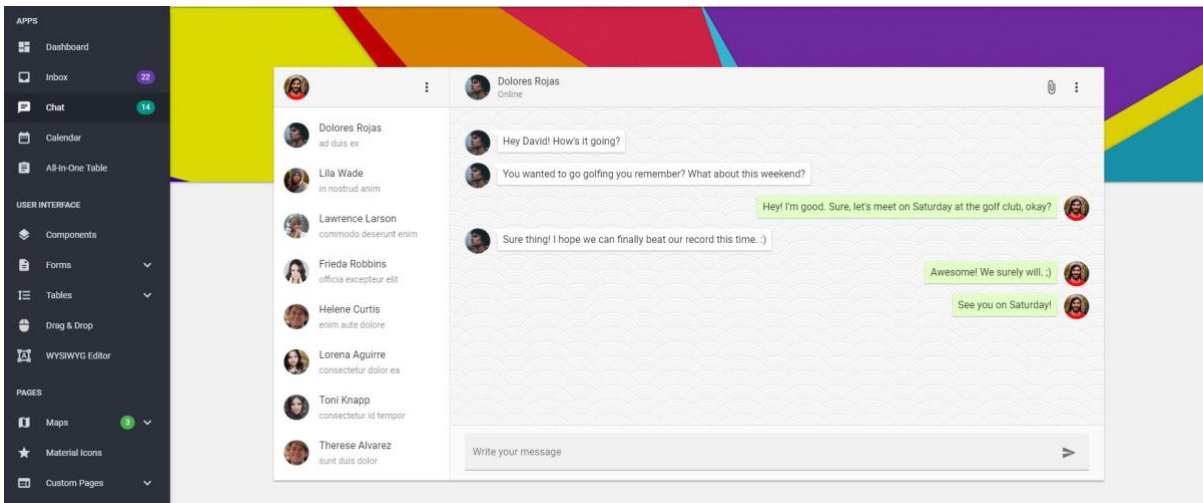 APPS
Dashboard
Inbox 22
Chat 14
Calendar
All-In-One Table
USER INTERFACE
Components
Forms
Tables
Drag & Drop
WYSIWYG Editor
PAGES
Maps 3
Material Icons
Custom Pages
Dolores Rojas
ad duis ex
Lila Wade
in nostrud anim
Lawrence Larson
commodo deserunt enim
Frieda Robbins
officia excepteur elit
Helene Curtis
enim aute dolore
Lorena Aguirre
consectetur dolor ea
Toni Knapp
consectetur id tempor
Therese Alvarez
sunt duis dolor
Dolores Rojas
Online
Hey David! How's it going?
You wanted to go golfing you remember? What about this weekend?
Hey! I'm good. Sure, let's meet on Saturday at the golf club, okay?
Sure thing! I hope we can finally beat our record this time. :)
Awesome! We surely will. ;)
See you on Saturday!
Write your message